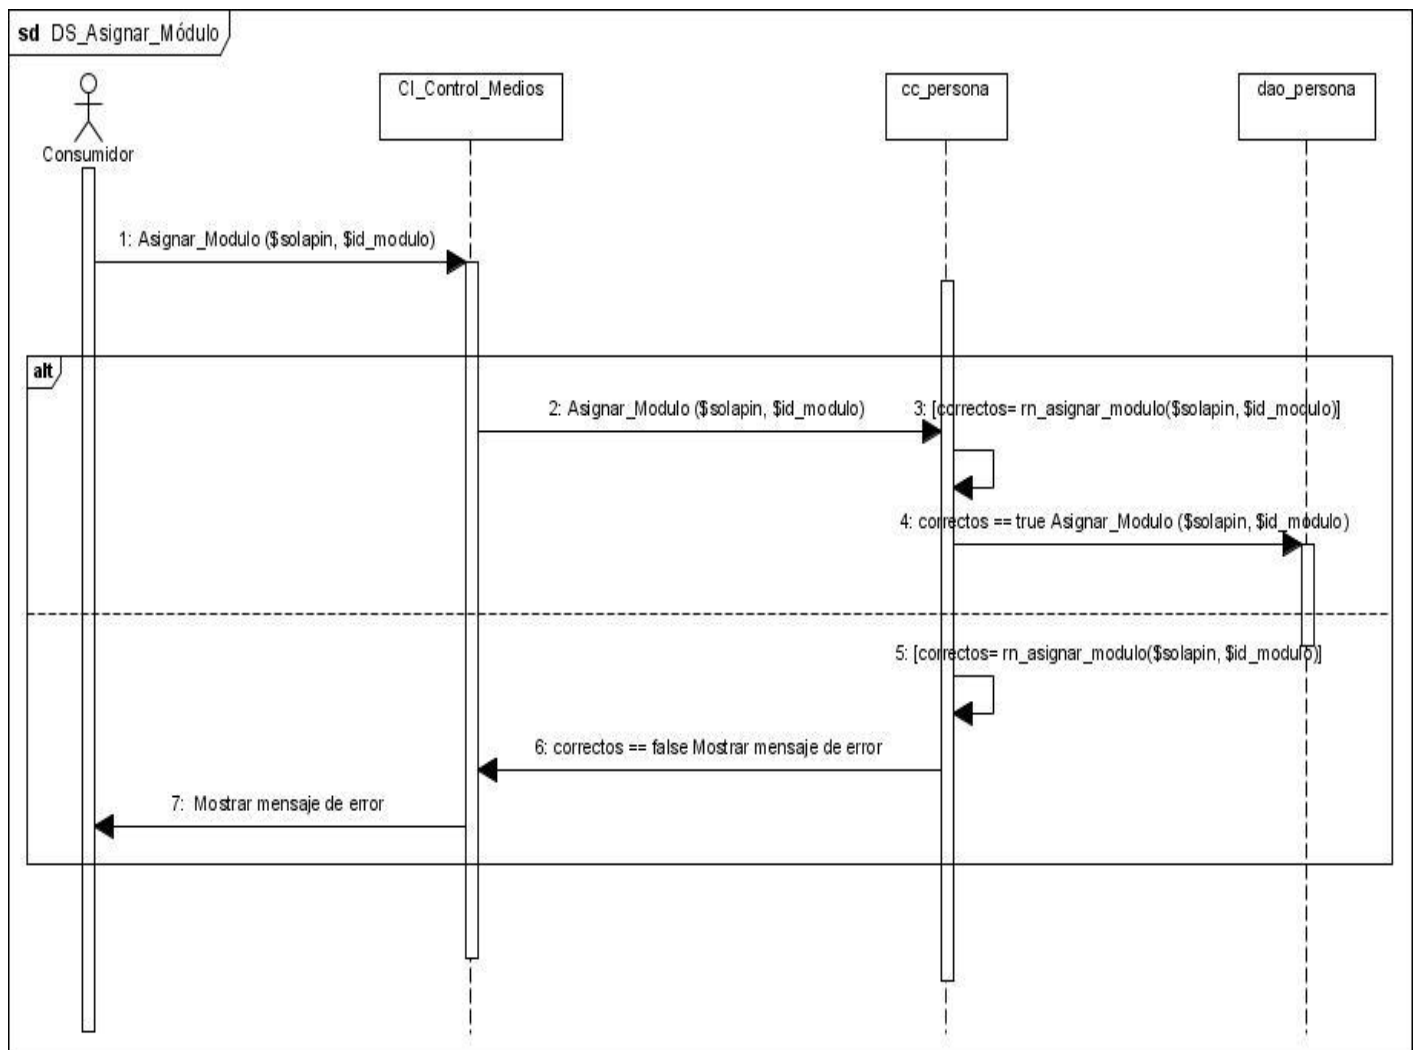 sd DS_Asignar_Módulo
CI_Control_Medios
cc_persona
dao_persona
Consumidor
1: Asignar_Modulo ($solapin, $id_modulo)
alt
2: Asignar_Modulo ($solapin, $id_modulo)
3: [correctos= rn_asignar_modulo($solapin, $id_modulo)]
4: correctos == true Asignar_Modulo ($solapin, $id_modulo)
5: [correctos= rn_asignar_modulo($solapin, $id_modulo)]
6: correctos == false Mostrar mensaje de error
7: Mostrar mensaje de error